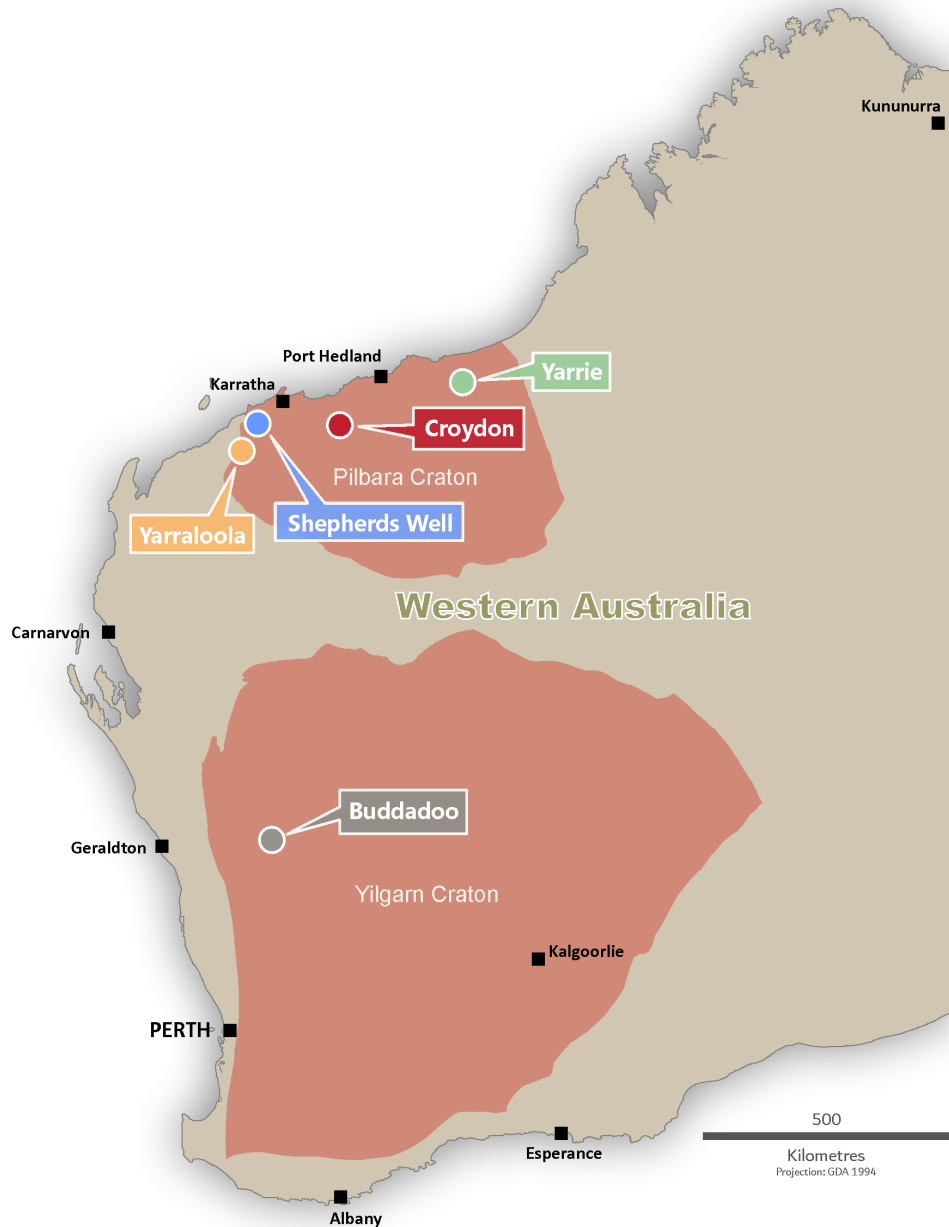 Kununurra
Port Hedland
Yarrie
Karratha
Croydon
Pilbara Craton
Shepherds Well
Yarraloola
Western Australia
Carnarvon
Buddadoo
Geraldton
Yilgarn Craton
Kalgoorlie
PERTH
500
Kilometres
Projection: GDA 1994
Esperance
Albany